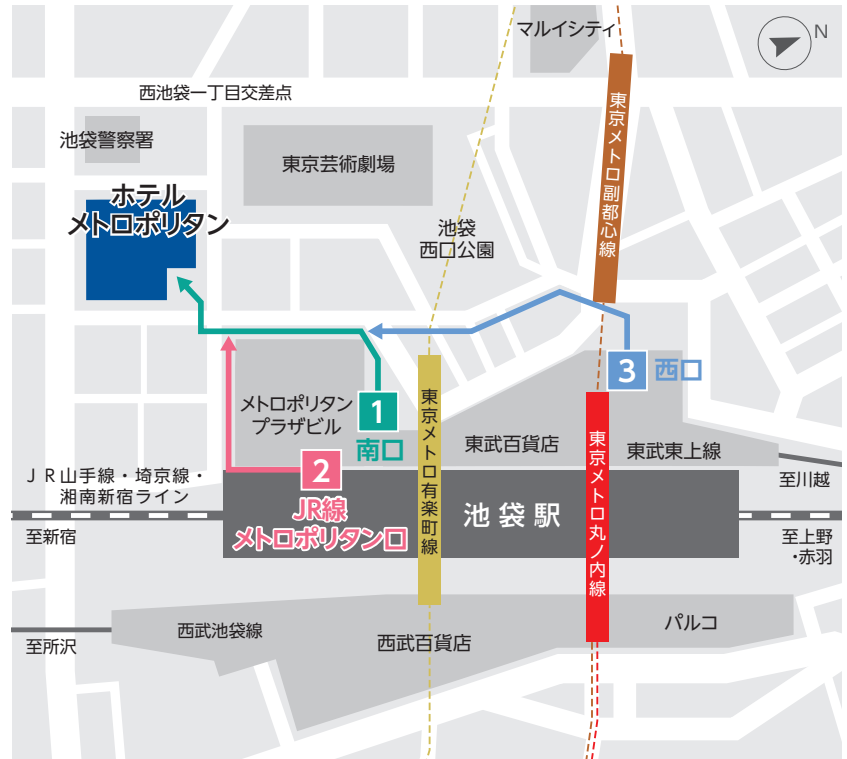 マルイシティ
N
西池袋一丁目交差点
池袋警察署
東京芸術劇場
東京メトロ副都心線
ホテル
メトロポリタン
池袋
西口公園
3 西口
メトロポリタン
プラザビル
1
南口
東京メトロ有楽町線
東武百貨店
東京メトロ丸ノ内線
東武東上線
至川越
2
JR線
メトロポリタン口
JR山手線・埼京線・
湘南新宿ライン
至新宿
池袋駅
至上野
・赤羽
西武池袋線
至所沢
西武百貨店
パルコ